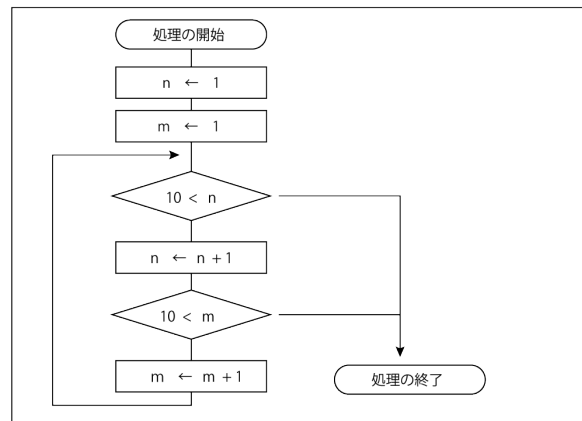 処理の開始
n ← 1
m ← 1
10 < n
n ← n + 1
10 < m
m ← m + 1
処理の終了